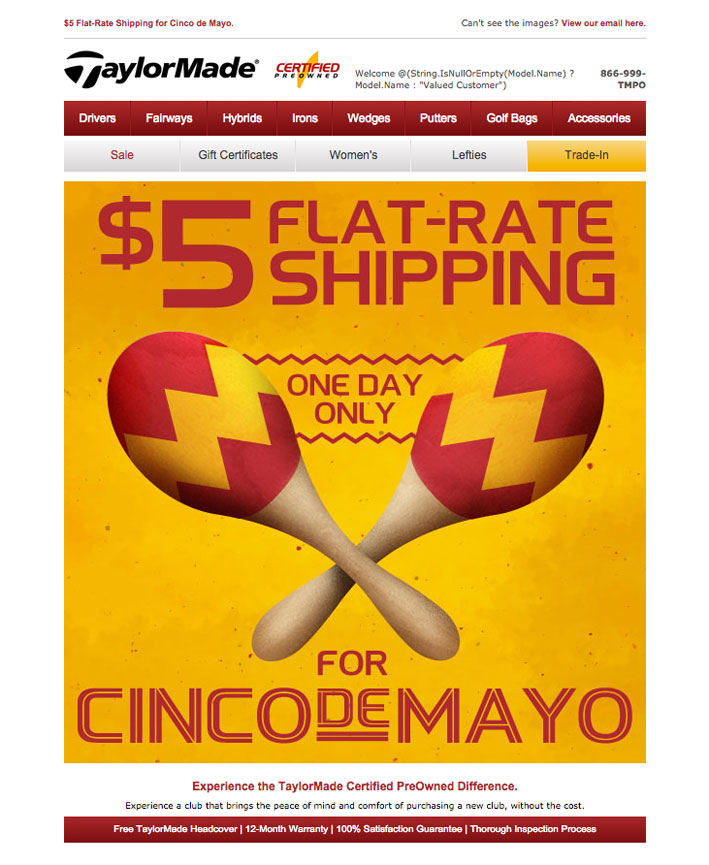 $5 Flat-Rate Shipping for Cinco de Mayo.
Can't see the images? View our email here.
TaylorMade®
CERTIFIED
PREOWNED
Welcome @(String.IsNullOrEmpty(Model.Name) ?
Model.Name : "Valued Customer")
866-999-
TMPO
Drivers
Fairways
Hybrids
Irons
Wedges
Putters
Golf Bags
Accessories
Sale
Gift Certificates
Women's
Lefties
Trade-In
$5 FLAT-RATE
SHIPPING
ONE DAY
ONLY
FOR
CINCO DE MAYO
Experience the TaylorMade Certified PreOwned Difference.
Experience a club that brings the peace of mind and comfort of purchasing a new club, without the cost.
Free TaylorMade Headcover | 12-Month Warranty | 100% Satisfaction Guarantee | Thorough Inspection Process